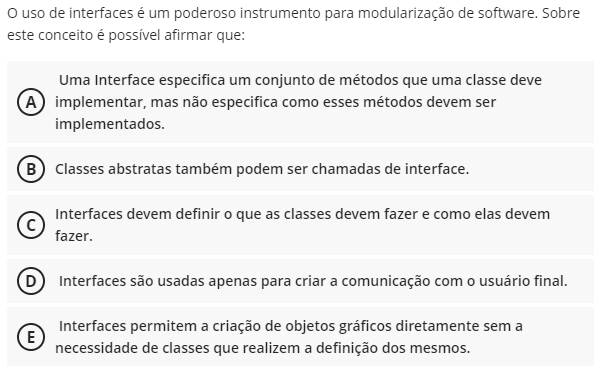 O uso de interfaces é um poderoso instrumento para modularização de software. Sobre
este conceito é possível afirmar que:
A
Uma Interface especifica um conjunto de métodos que uma classe deve
implementar, mas não especifica como esses métodos devem ser
implementados.
B
Classes abstratas também podem ser chamadas de interface.
C
Interfaces devem definir o que as classes devem fazer e como elas devem
fazer.
D
Interfaces são usadas apenas para criar a comunicação com o usuário final.
E
Interfaces permitem a criação de objetos gráficos diretamente sem a
necessidade de classes que realizem a definição dos mesmos.